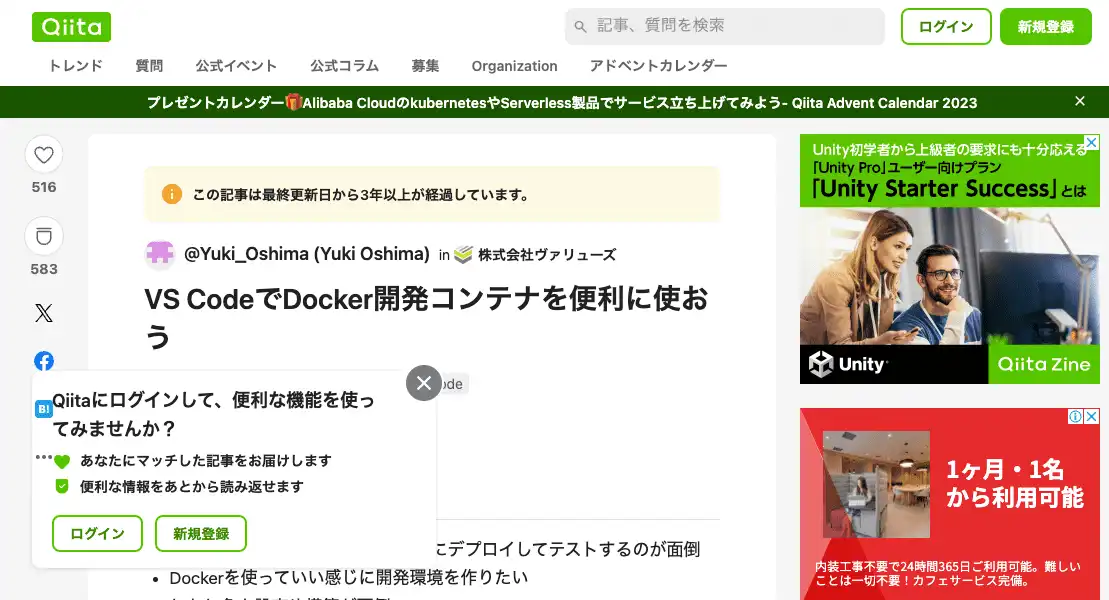 Qiita
記事、質問を検索
ログイン
新規登録
トレンド
質問
公式イベント
公式コラム
募集
Organization
アドベントカレンダー
プレゼントカレンダー🎁Alibaba CloudのkubernetesやServerless製品でサービス立ち上げてみよう- Qiita Advent Calendar 2023
516
583
この記事は最終更新日から3年以上が経過しています。
@Yuki_Oshima (Yuki Oshima) in 株式会社ヴァリューズ
VS CodeでDocker開発コンテナを便利に使お
う
ode
B!
Qiitaにログインして、便利な機能を使っ
てみませんか？
あなたにマッチした記事をお届けします
便利な情報をあとから読み返せます
ログイン
新規登録
にデプロイしてテストするのが面倒
Dockerを使っていい感じに開発環境を作りたい
Unity初学者から上級者の要求にも十分応える
「Unity Pro」ユーザー向けプラン
「Unity Starter Success」とは
Unity
Qiita Zine
1ヶ月・1名
から利用可能
内装工事不要で24時間365日ご利用可能。難しい
ことは一切不要！カフェサービス完備。